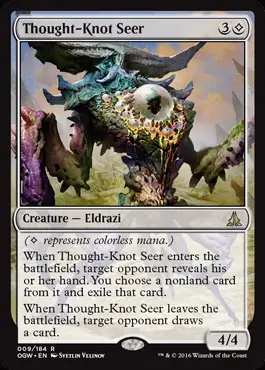 Thought-Knot Seer 3
Creature — Eldrazi
( represents colorless mana.)
When Thought-Knot Seer enters the
battlefield, target opponent reveals his
or her hand. You choose a nonland card
from it and exile that card.
When Thought-Knot Seer leaves the
battlefield, target opponent draws
a card.
4/4
009/184 R
OGW • EN SVETLIN VELINOV
™ & © 2016 Wizards of the Coast